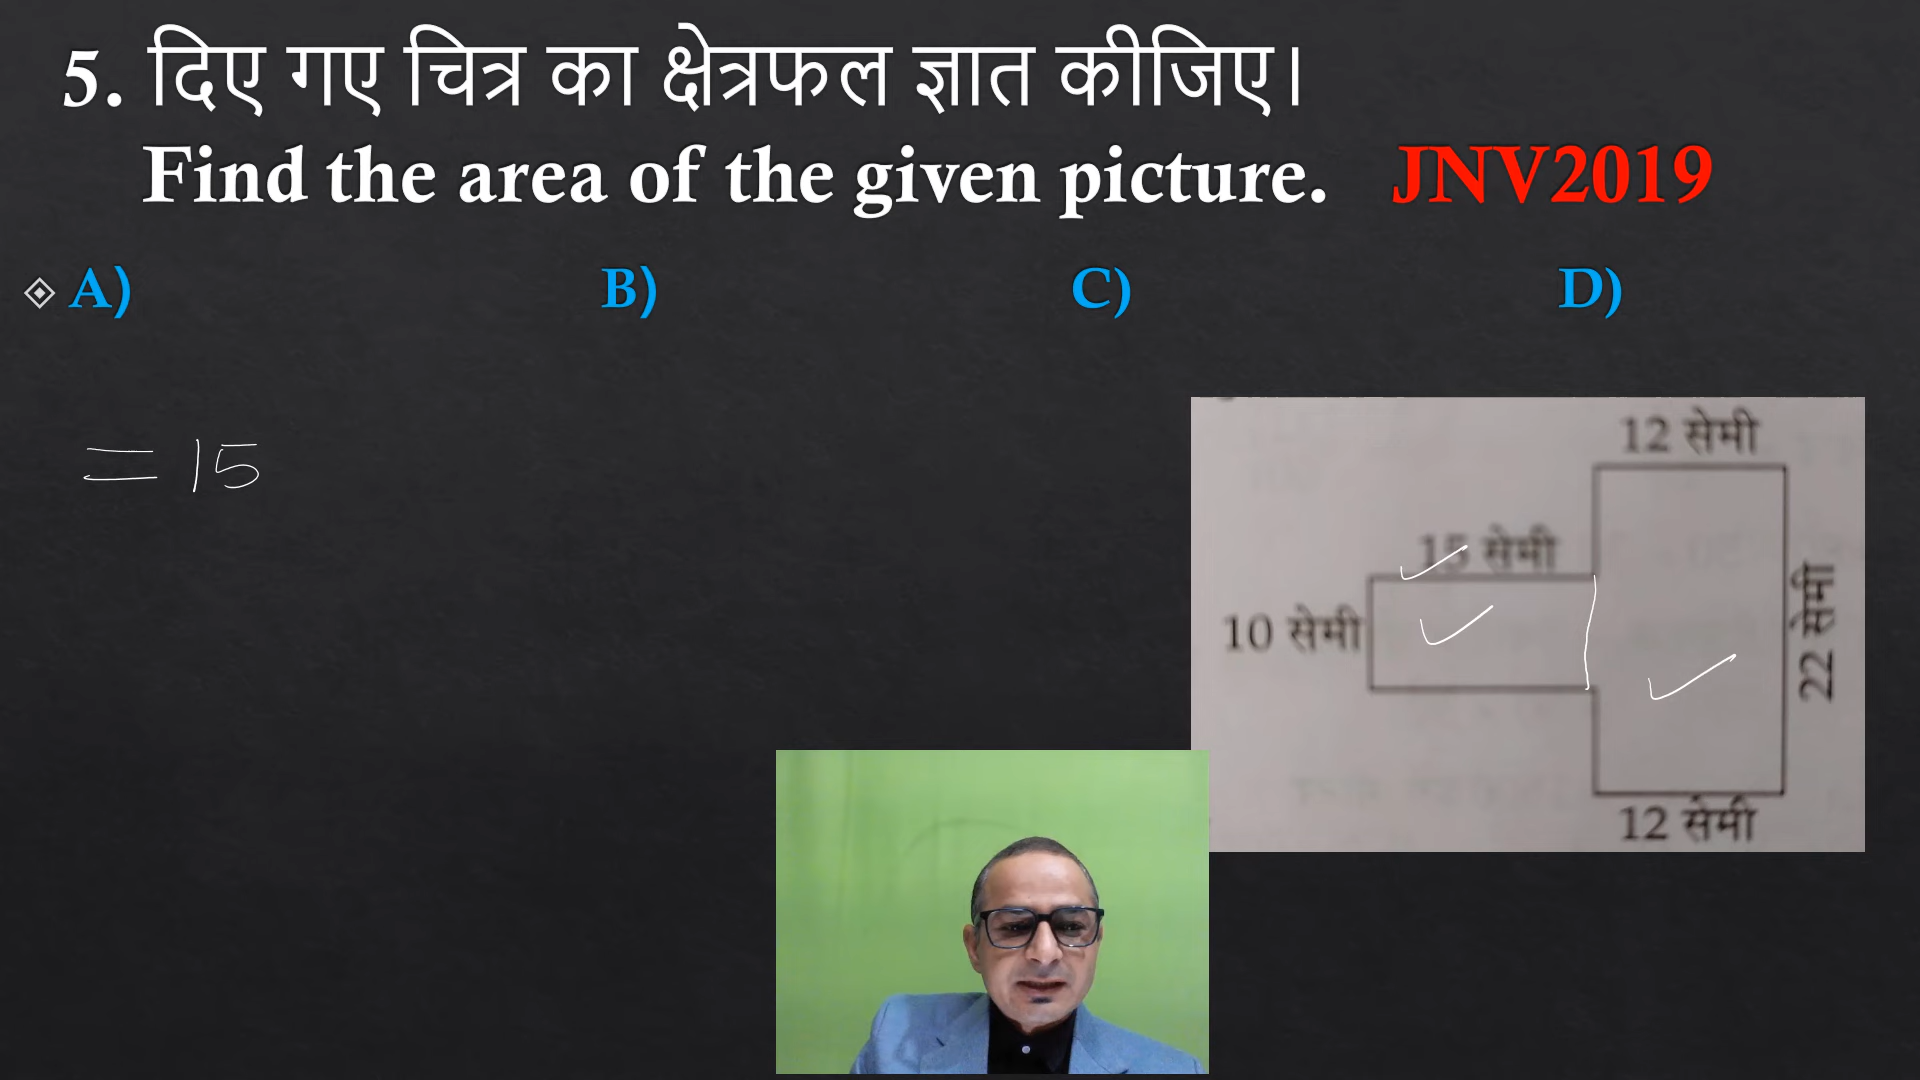 5. दिए गए चित्र का क्षेत्रफल ज्ञात कीजिए।
Find the area of the given picture. JNV2019
A) B) C) D)
= 15
12 सेमी
15 सेमी
10 सेमी
22 सेमी
12 सेमी